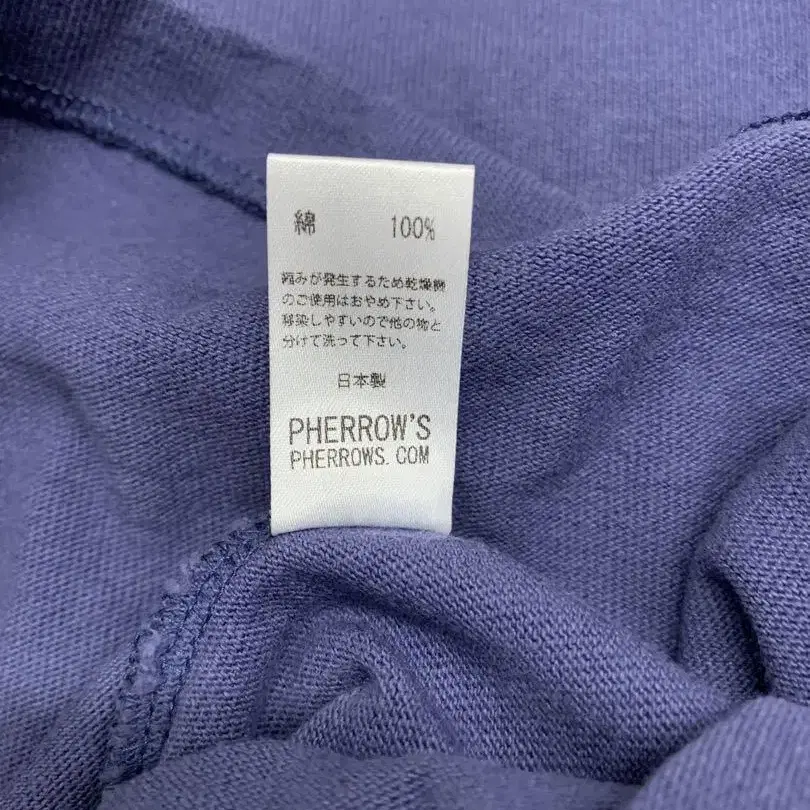 綿 100%
縮みが発生するため乾燥機
のご使用はおやめ下さい。
移染しやすいので他の物と
分けて洗って下さい。
日本製
PHERROW'S
PHERROWS.COM